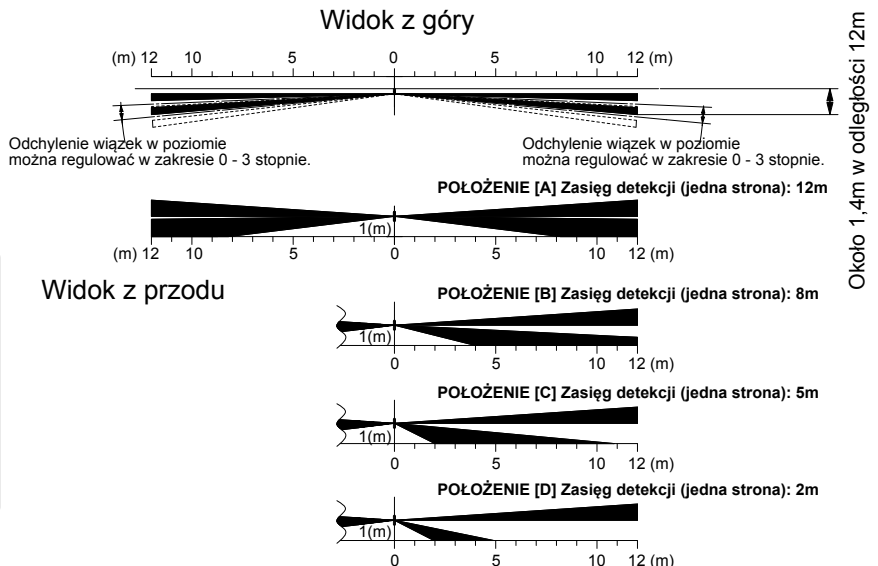 Widok z góry
(m) 12 10 5 0 5 10 12 (m)
Odchylenie wiązek w poziomie
można regulować w zakresie 0 - 3 stopnie.
Odchylenie wiązek w poziomie
można regulować w zakresie 0 - 3 stopnie.
Około 1,4m w odległości 12m
POŁOŻENIE [A] Zasięg detekcji (jedna strona): 12m
1(m)
(m) 12 10 5 0 5 10 12 (m)
Widok z przodu
POŁOŻENIE [B] Zasięg detekcji (jedna strona): 8m
1(m)
0 5 10 12 (m)
POŁOŻENIE [C] Zasięg detekcji (jedna strona): 5m
1(m)
0 5 10 12 (m)
POŁOŻENIE [D] Zasięg detekcji (jedna strona): 2m
1(m)
0 5 10 12 (m)